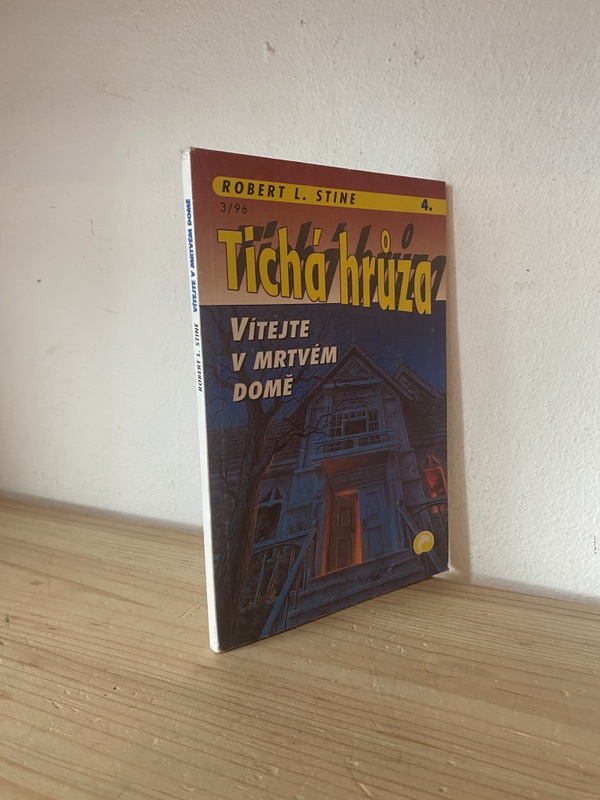 ROBERT L. STINE
4.
3/96
Tichá hrůza
VÍTEJTE
V MRTVÉM
DOMĚ
ROBERT L. STINE VÍTEJTE V MRTVÉM DOMĚ